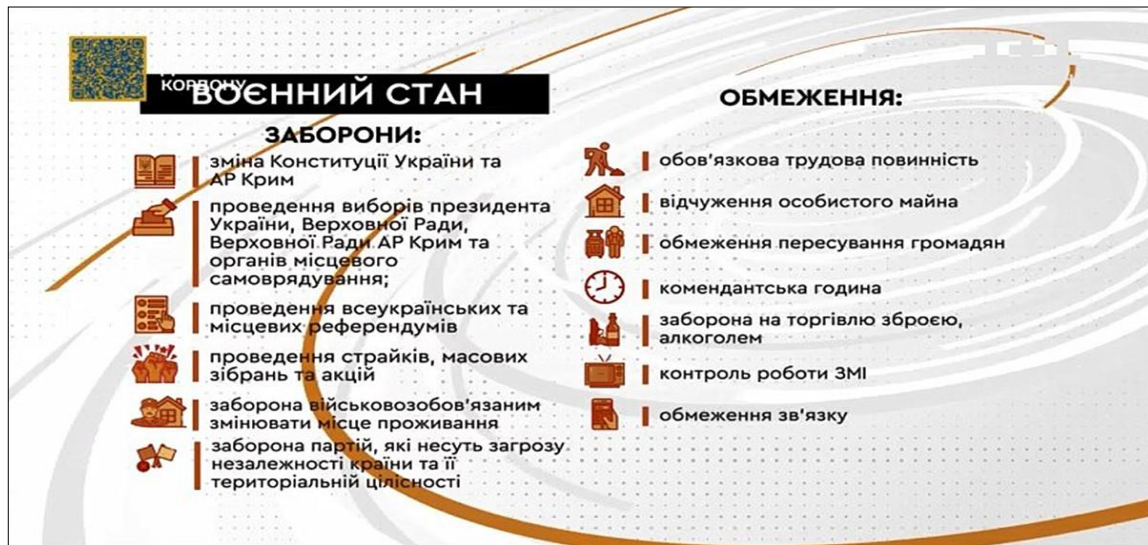 КОРДОНУ
ВОЄННИЙ СТАН
ЗАБОРОНИ:
зміна Конституції України та
АР Крим
проведення виборів президента
України, Верховної Ради,
Верховної Ради АР Крим та
органів місцевого
самоврядування;
проведення всеукраїнських та
місцевих референдумів
проведення страйків, масових
зібрань та акцій
заборона військовозобов'язаним
змінювати місце проживання
заборона партій, які несуть загрозу
незалежності країни та її
територіальній цілісності
ОБМЕЖЕННЯ:
обов'язкова трудова повинність
відчуження особистого майна
обмеження пересування громадян
комендантська година
заборона на торгівлю зброєю,
алкоголем
контроль роботи ЗМІ
обмеження зв'язку